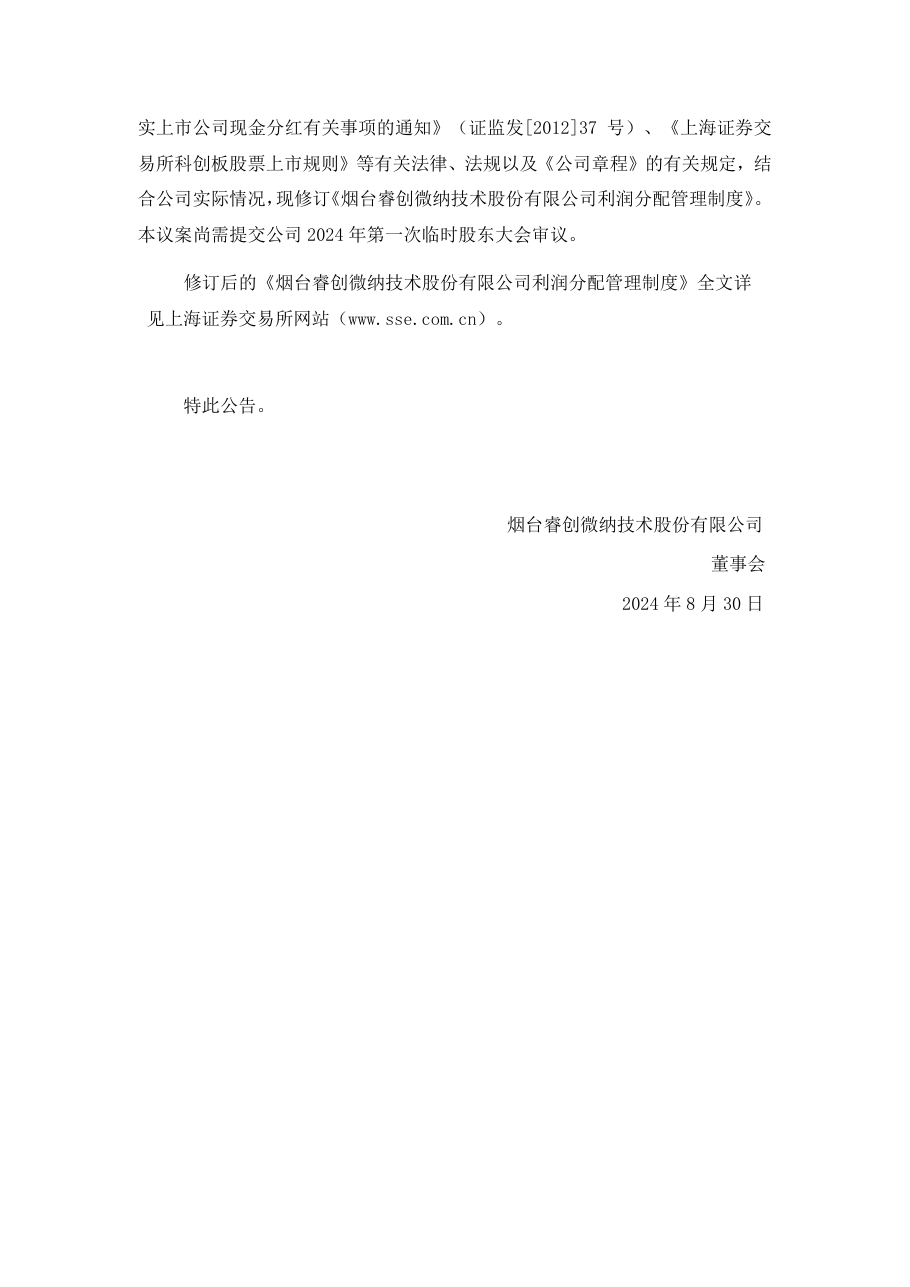 实上市公司现金分红有关事项的通知》（证监发[2012]37 号）、《上海证券交
易所科创板股票上市规则》等有关法律、法规以及《公司章程》的有关规定，结
合公司实际情况，现修订《烟台睿创微纳技术股份有限公司利润分配管理制度》。
本议案尚需提交公司 2024 年第一次临时股东大会审议。
修订后的《烟台睿创微纳技术股份有限公司利润分配管理制度》全文详
见上海证券交易所网站（www.sse.com.cn）。
特此公告。
烟台睿创微纳技术股份有限公司
董事会
2024 年 8 月 30 日